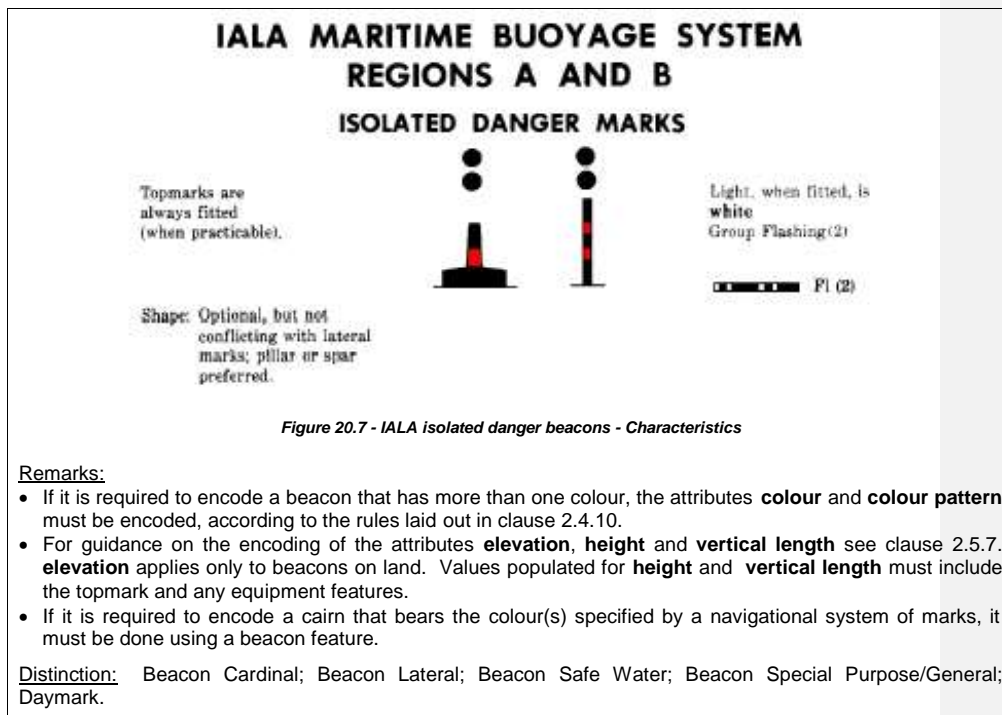 IALA MARITIME BUOYAGE SYSTEM
REGIONS A AND B
ISOLATED DANGER MARKS
Topmarks are
always fitted
(when practicable).
Light, when fitted, is
white
Group Flashing(2)
Fl (2)
Shape: Optional, but not
conflicting with lateral
marks; pillar or spar
preferred.
Figure 20.7 - IALA isolated danger beacons - Characteristics
Remarks:
• If it is required to encode a beacon that has more than one colour, the attributes colour and colour pattern
must be encoded, according to the rules laid out in clause 2.4.10.
• For guidance on the encoding of the attributes elevation, height and vertical length see clause 2.5.7.
elevation applies only to beacons on land. Values populated for height and vertical length must include
the topmark and any equipment features.
• If it is required to encode a cairn that bears the colour(s) specified by a navigational system of marks, it
must be done using a beacon feature.
Distinction: Beacon Cardinal; Beacon Lateral; Beacon Safe Water; Beacon Special Purpose/General;
Daymark.